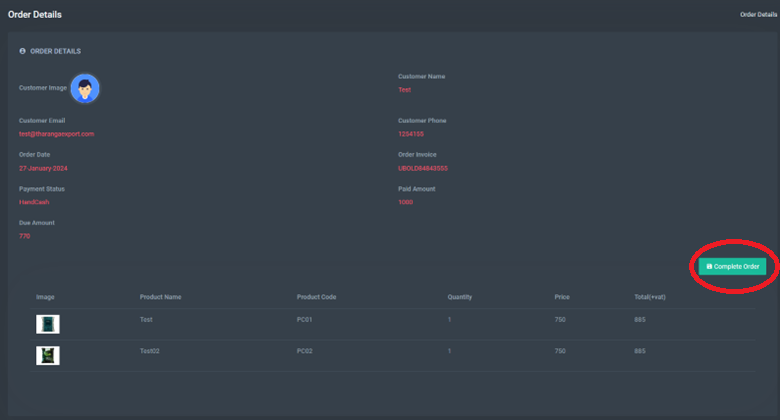 Order Details
Order Details
ORDER DETAILS
Customer Image
Customer Name
Test
Customer Email
test@tharangaexport.com
Customer Phone
1254155
Order Date
27 January 2024
Order Invoice
Payment Status
HandCash
Paid Amount
1000
Due Amount
770
Complete Order
Image Product Name Product Code Quantity Price Total(+vat)
Test PC01 1 750 885
Test02 PC02 1 750 885